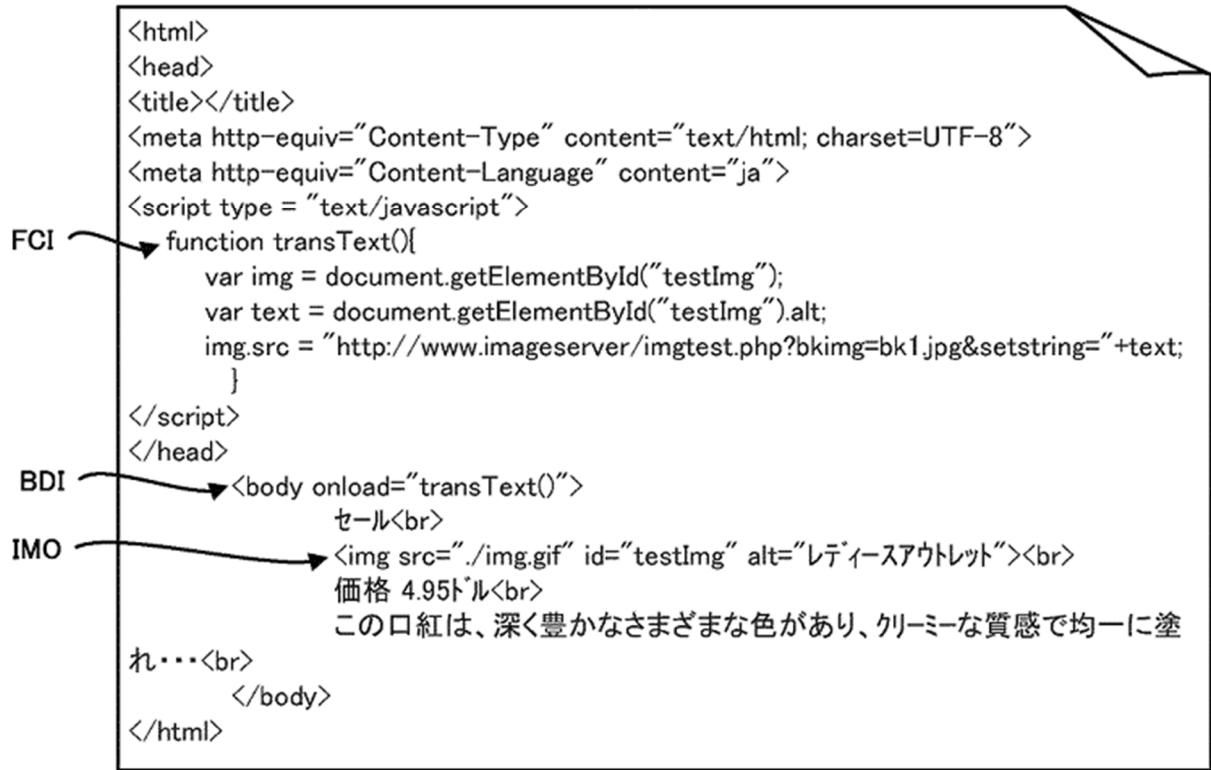 <html>
<head>
<title></title>
<meta http-equiv="Content-Type" content="text/html; charset=UTF-8">
<meta http-equiv="Content-Language" content="ja">
<script type = "text/javascript">
FCI function transText(){
var img = document.getElementById("testImg");
var text = document.getElementById("testImg").alt;
img.src = "http://www.imageserver/imgtest.php?bkimg=bk1.jpg&setstring="+text;
}
</script>
</head>
BDI <body onload="transText()">
セール<br>
IMO <img src="./img.gif" id="testImg" alt="レディースアウトレット"><br>
価格 4.95ドル<br>
この口紅は、深く豊かなさまざまな色があり、クリーミーな質感で均一に塗
れ・・・<br>
</body>
</html>